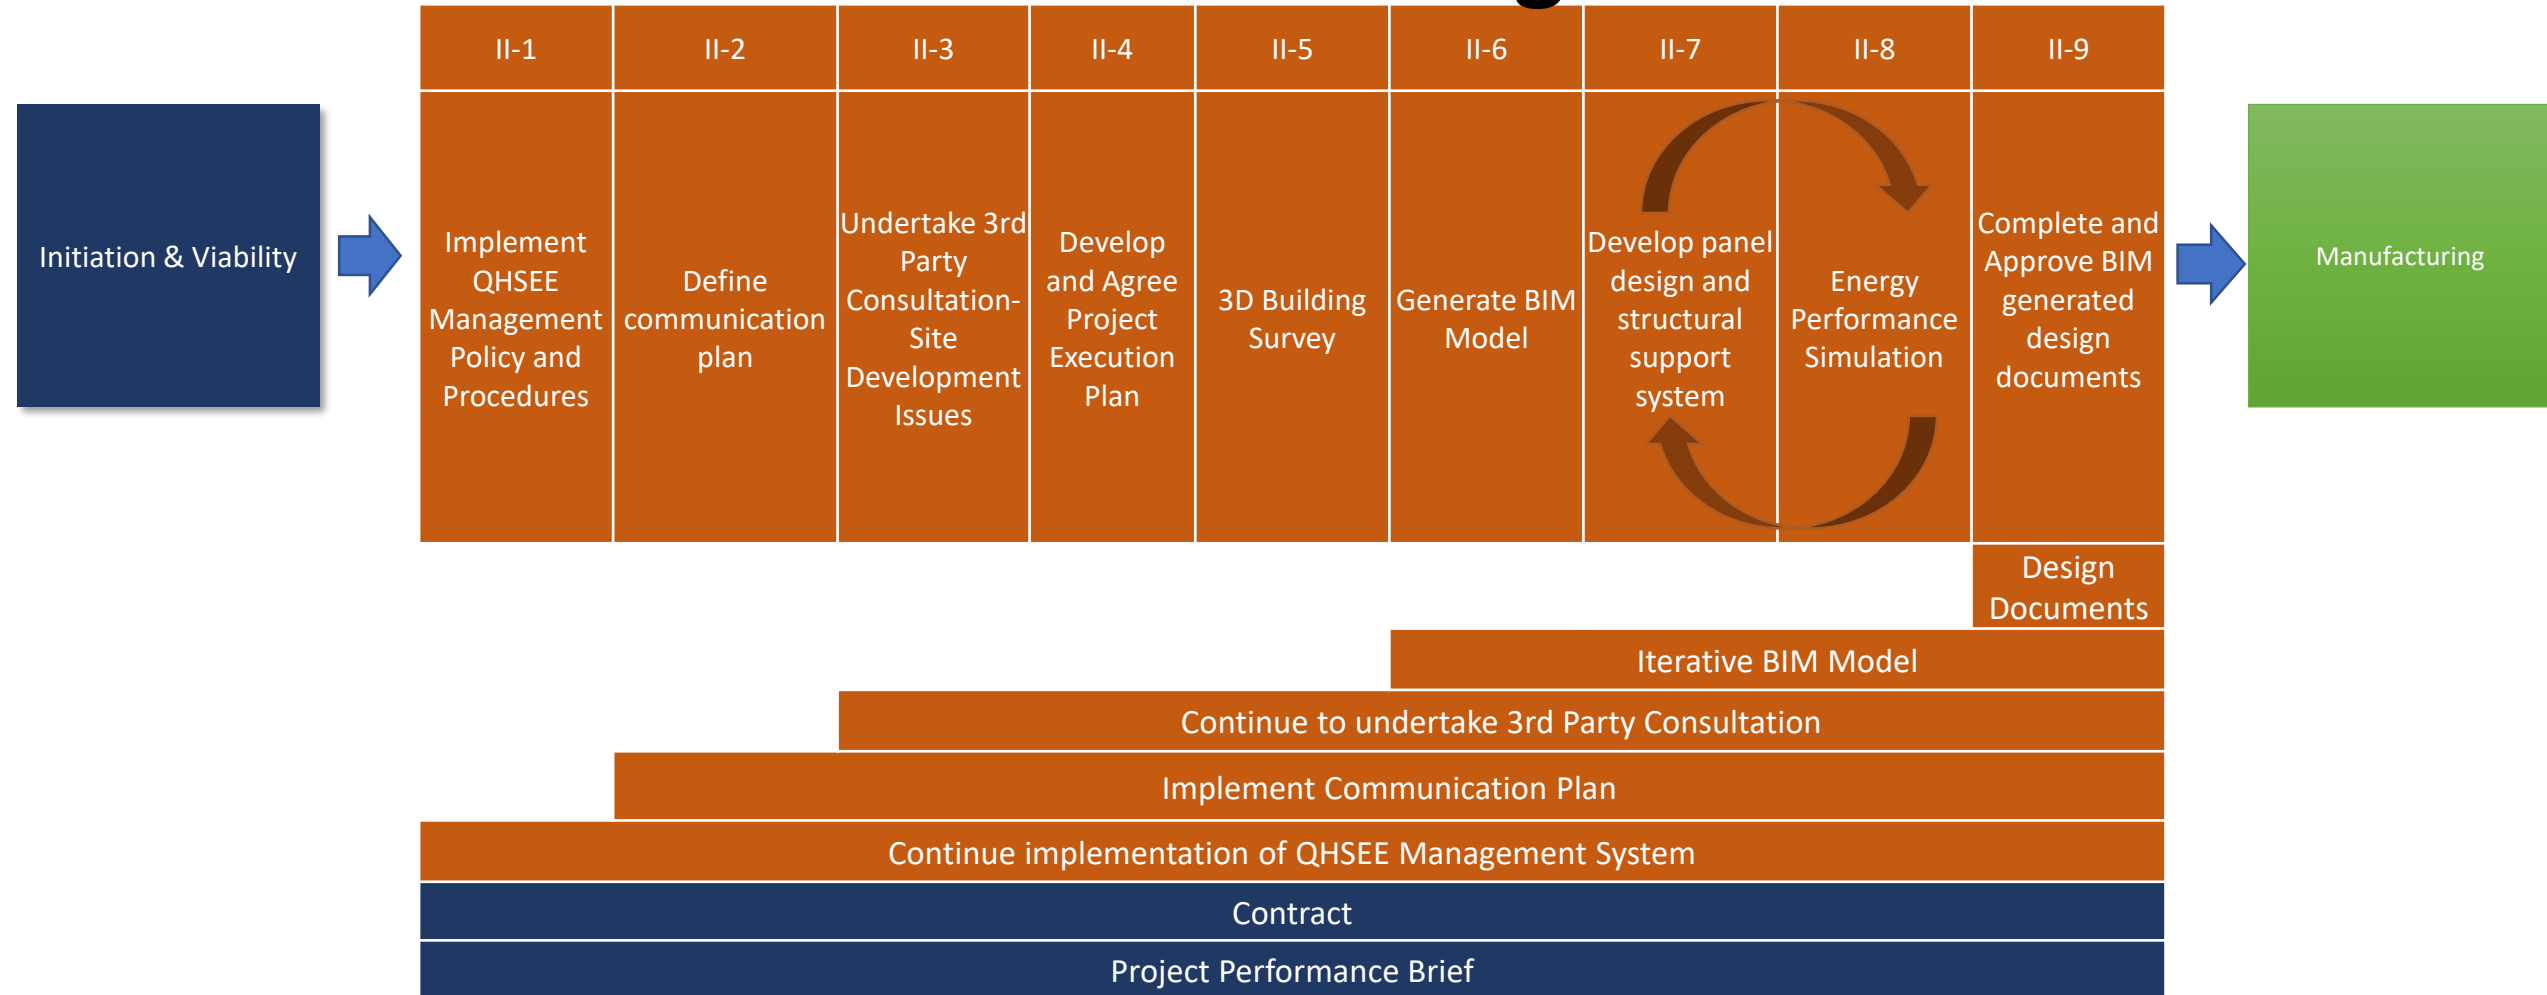 II-1
II-2
II-3
II-4
II-5
II-6
II-7
II-8
II-9
Initiation & Viability
Implement
QHSEE
Management
Policy and
Procedures
Define
communication
plan
Undertake 3rd
Party
Consultation-
Site
Development
Issues
Develop
and Agree
Project
Execution
Plan
3D Building
Survey
Generate BIM
Model
Develop panel
design and
structural
support
system
Energy
Performance
Simulation
Complete and
Approve BIM
generated
design
documents
Manufacturing
Design
Documents
Iterative BIM Model
Continue to undertake 3rd Party Consultation
Implement Communication Plan
Continue implementation of QHSEE Management System
Contract
Project Performance Brief